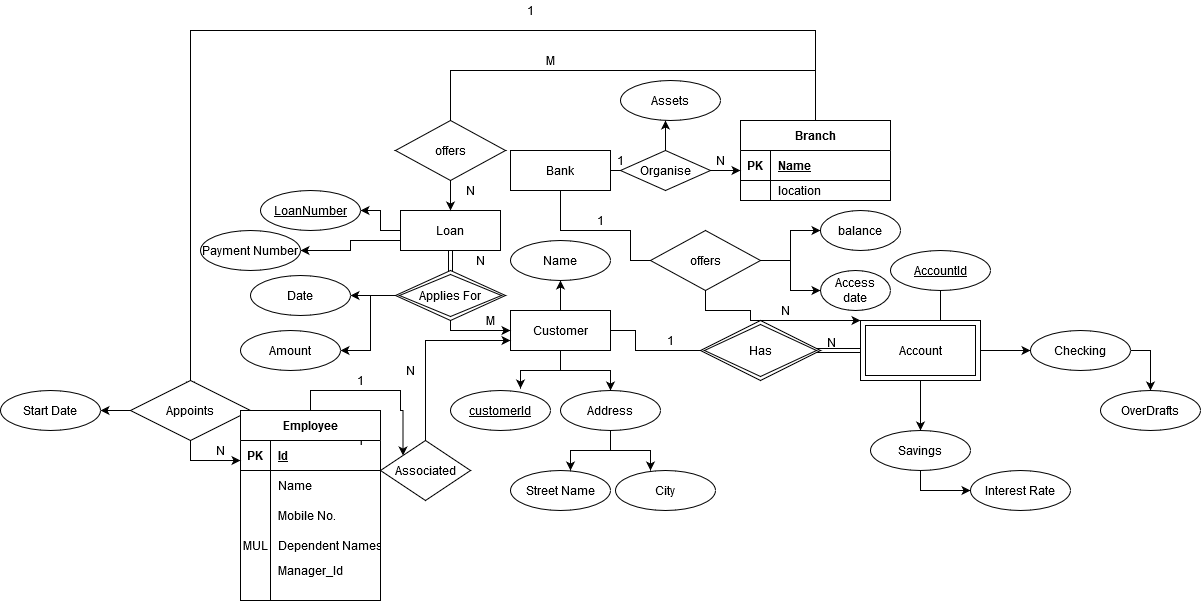 1
M
Assets
Branch
offers
Bank
1
Organise
N
PK
Name
location
N
LoanNumber
Loan
1
balance
Payment Number
N
Name
offers
AccountId
Date
Applies For
Access
date
N
M
Customer
1
Has
N
Account
Checking
Amount
N
1
Start Date
Appoints
customerId
Address
OverDrafts
Employee
N
PK
Id
Associated
Savings
Name
Street Name
City
Interest Rate
Mobile No.
MUL
Dependent Names
Manager_Id